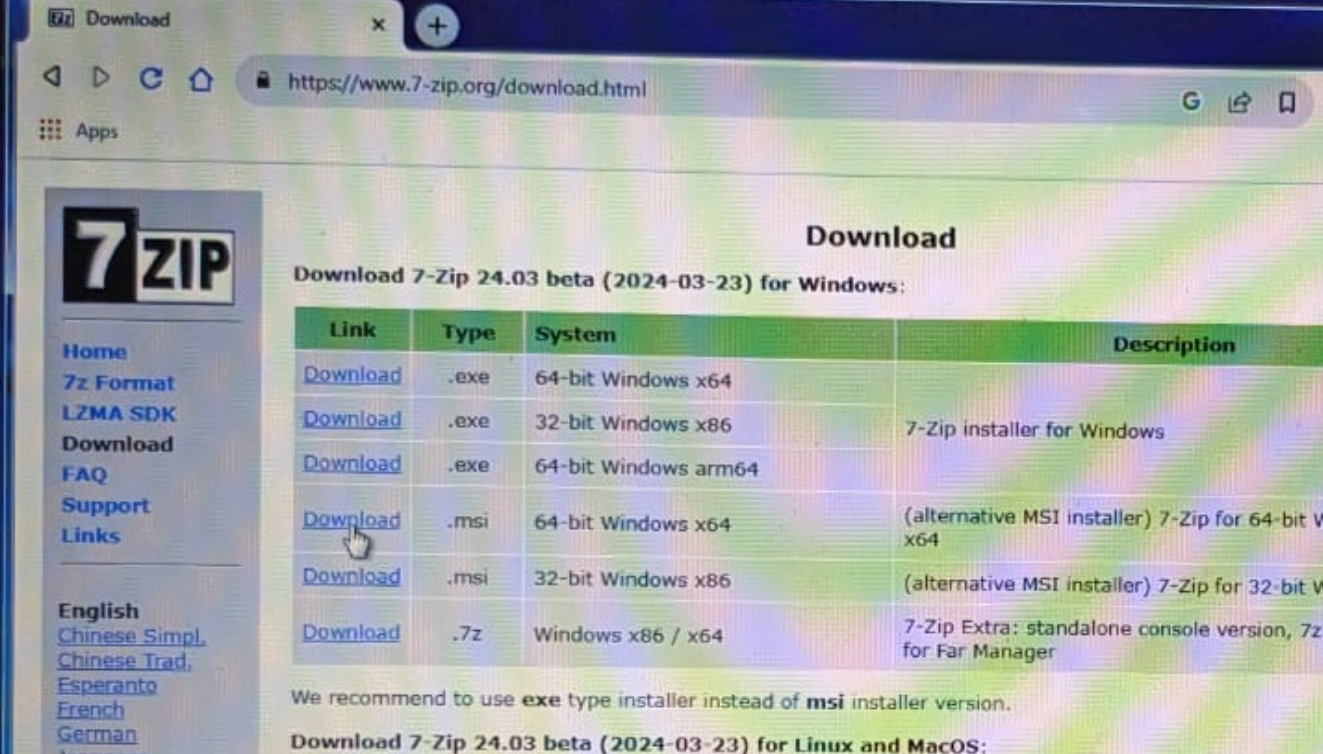 7z Download
https://www.7-zip.org/download.html
G
Apps
7 ZIP
Home
7z Format
LZMA SDK
Download
FAQ
Support
Links
English
Chinese Simpl.
Chinese Trad.
Esperanto
French
German
Download
Download 7-Zip 24.03 beta (2024-03-23) for Windows:
Link Type System Description
Download .exe 64-bit Windows x64
Download .exe 32-bit Windows x86 7-Zip installer for Windows
Download .exe 64-bit Windows arm64
Download .msi 64-bit Windows x64 (alternative MSI installer) 7-Zip for 64-bit
x64
Download .msi 32-bit Windows x86 (alternative MSI installer) 7-Zip for 32-bit
Download .7z Windows x86 / x64 7-Zip Extra: standalone console version, 7z
for Far Manager
We recommend to use exe type installer instead of msi installer version.
Download 7-Zip 24.03 beta (2024-03-23) for Linux and MacOS: